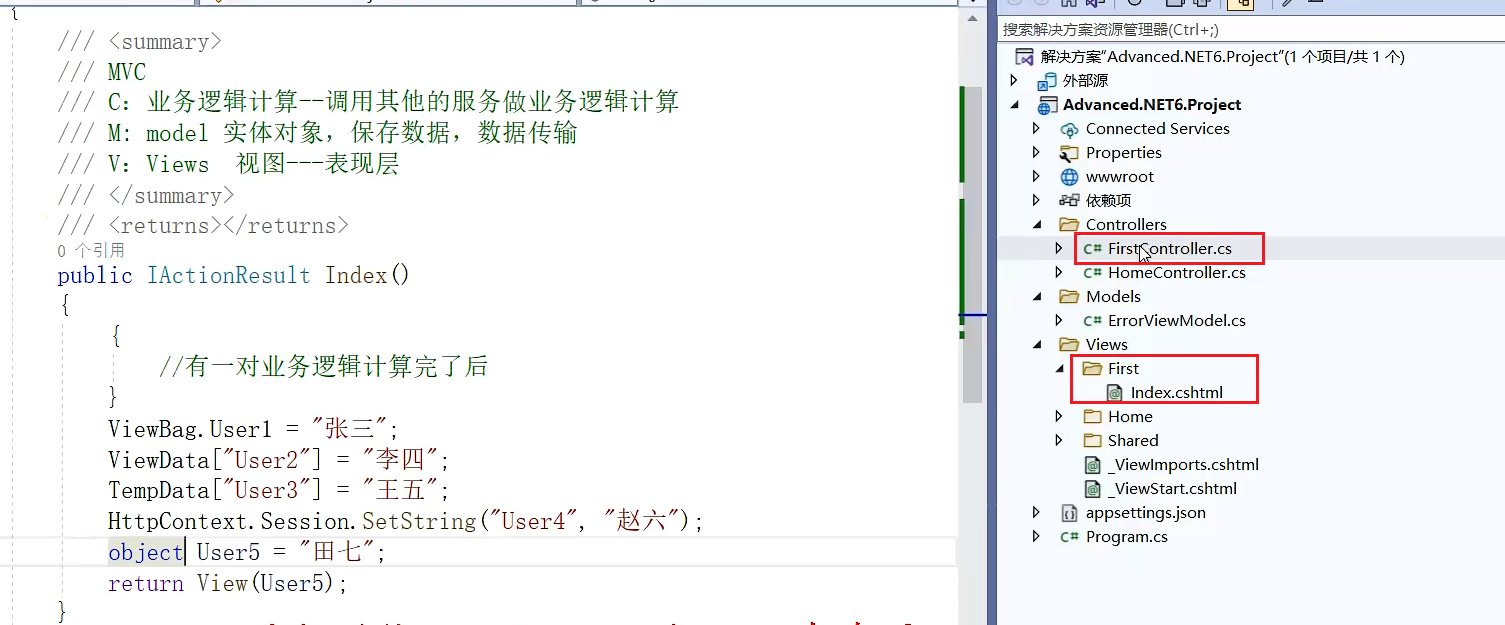 {
/// <summary>
/// MVC
/// C: 业务逻辑计算--调用其他的服务做业务逻辑计算
/// M: model 实体对象，保存数据，数据传输
/// V: Views 视图---表现层
/// </summary>
/// <returns></returns>
0 个引用
public IActionResult Index()
{
{
//有一对业务逻辑计算完了后
}
ViewBag.User1 = "张三";
ViewData["User2"] = "李四";
TempData["User3"] = "王五";
HttpContext.Session.SetString("User4", "赵六");
object User5 = "田七";
return View(User5);
}
搜索解决方案资源管理器(Ctrl+;)
解决方案"Advanced.NET6.Project"(1 个项目/共 1 个)
外部源
Advanced.NET6.Project
Connected Services
Properties
wwwroot
依赖项
Controllers
C# FirstController.cs
C# HomeController.cs
Models
C# ErrorViewModel.cs
Views
First
Index.cshtml
Home
Shared
_ViewImports.cshtml
_ViewStart.cshtml
appsettings.json
C# Program.cs